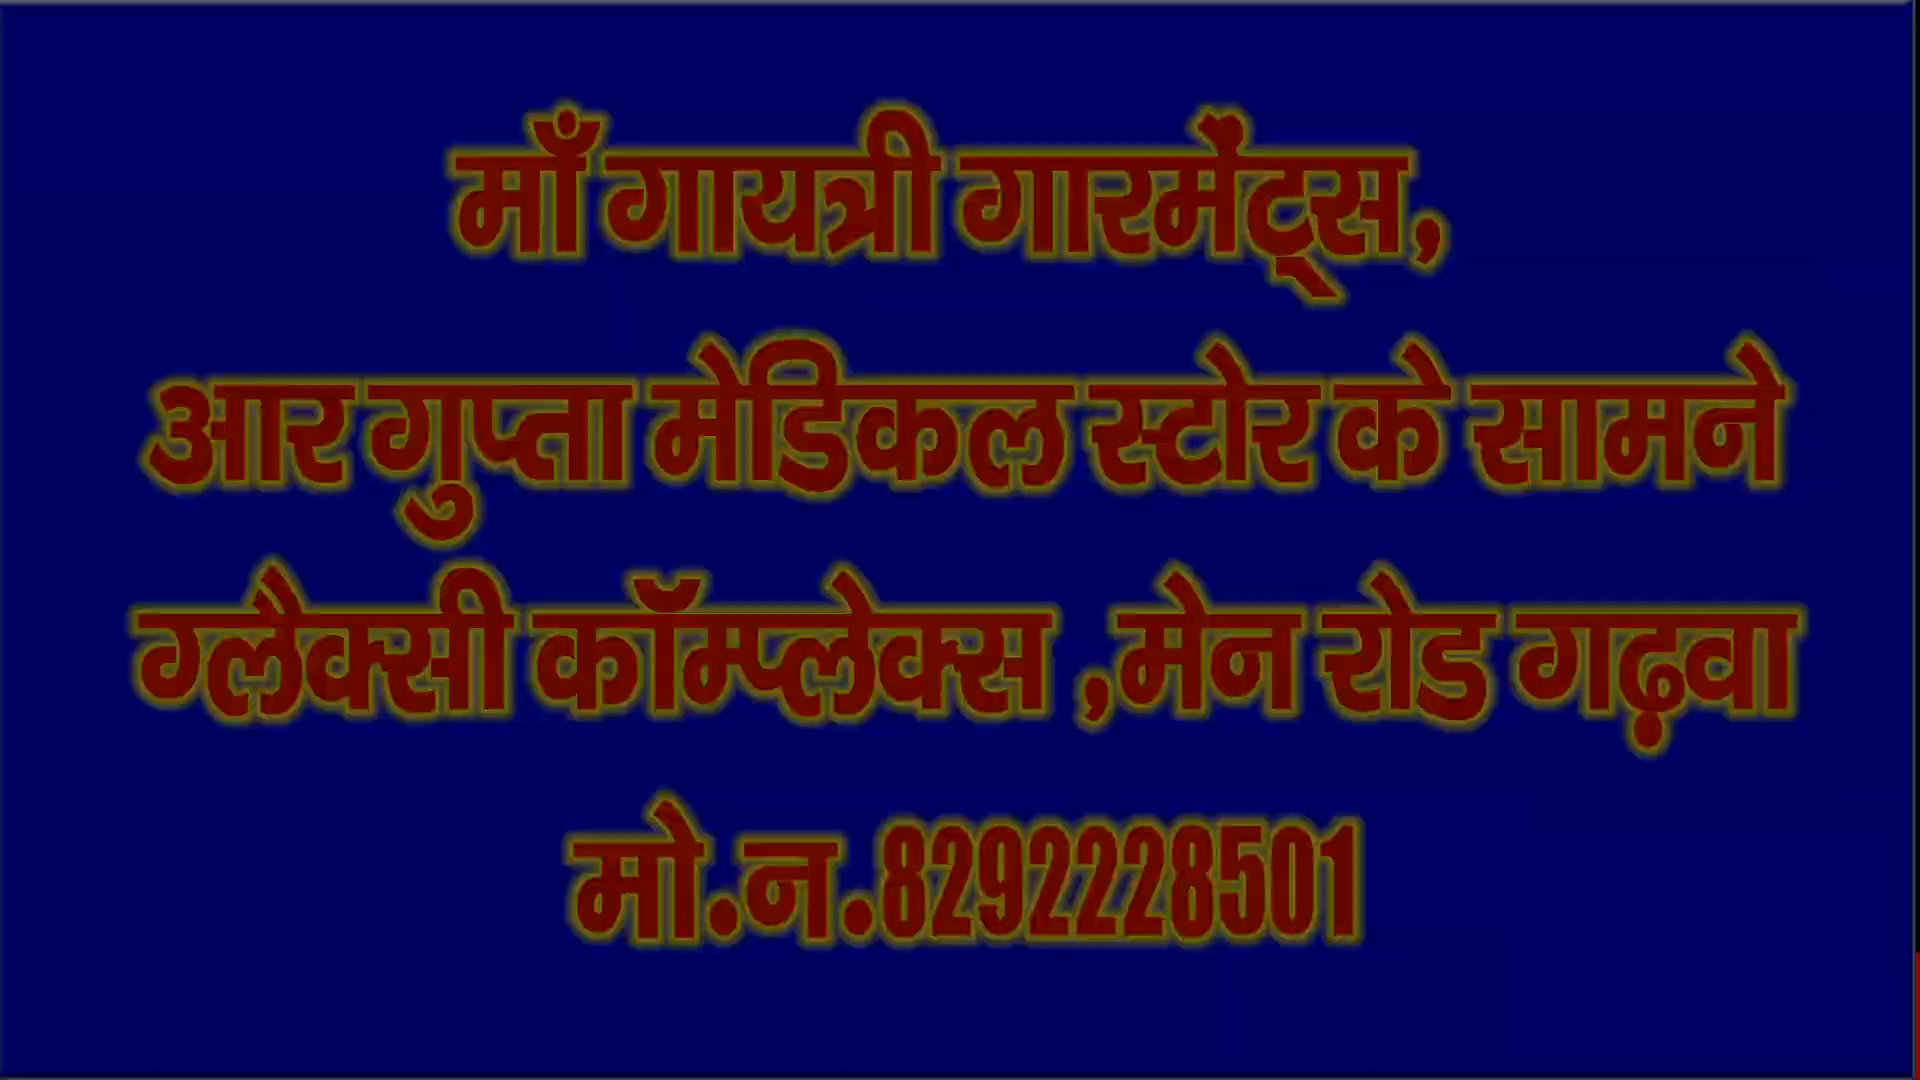 माँ गायत्री गारमेंट्स,
आर गुप्ता मेडिकल स्टोर के सामने
ग्लैक्सी कॉम्प्लेक्स ,मेन रोड गढ़वा
मो.न.8292228501